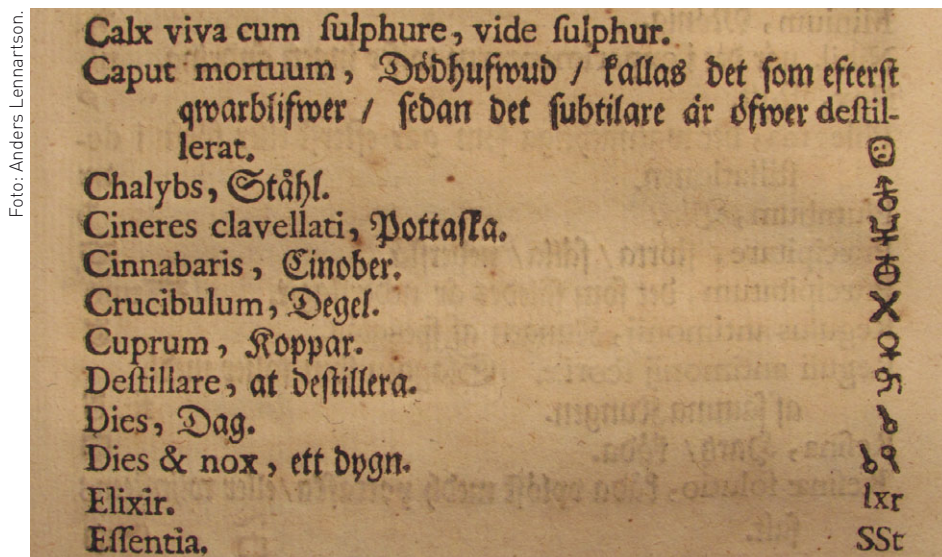 Foto: Anders Lennartson.
Calx viva cum ſulphure, vide ſulphur.
Caput mortuum, Dödhufwud / kallas det ſom efterſt
qwarblifwer / ſedan det ſubtilare är öfwer deſtil-
lerat.
Chalybs, Ståhl.
Cineres clavellati, Pottaſka.
Cinnabaris, Cinober.
Crucibulum, Degel.
Cuprum, Koppar.
Deſtillare, at deſtillera.
Dies, Dag.
Dies & nox, ett dygn.
Elixir. lxr
Eſſentia. SSt